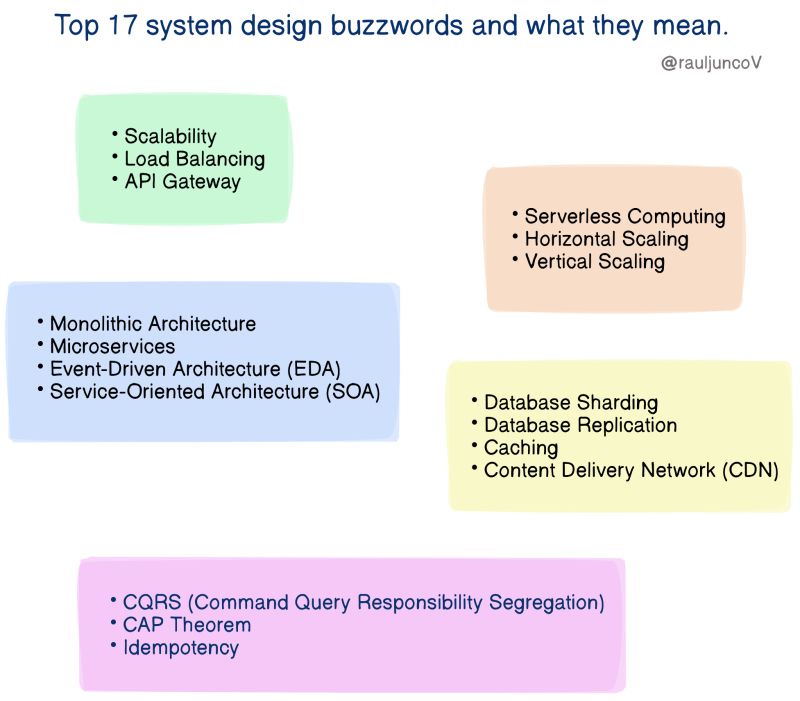 Top 17 system design buzzwords and what they mean.
@rauljuncoV
• Scalability
• Load Balancing
• API Gateway
• Serverless Computing
• Horizontal Scaling
• Vertical Scaling
• Monolithic Architecture
• Microservices
• Event-Driven Architecture (EDA)
• Service-Oriented Architecture (SOA)
• Database Sharding
• Database Replication
• Caching
• Content Delivery Network (CDN)
• CQRS (Command Query Responsibility Segregation)
• CAP Theorem
• Idempotency